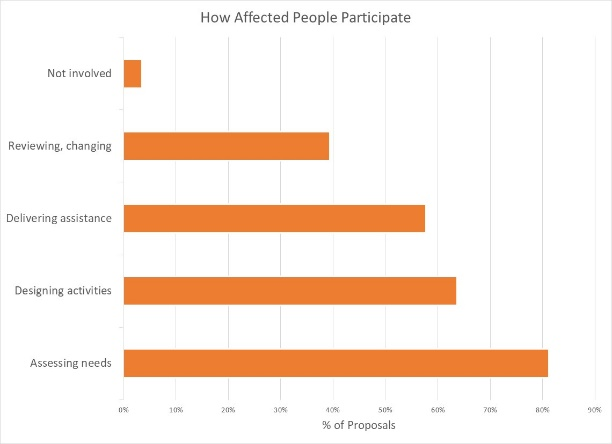 How Affected People Participate
Not involved
Reviewing, changing
Delivering assistance
Designing activities
Assessing needs
0% 10% 20% 30% 40% 50% 60% 70% 80% 90%
% of Proposals